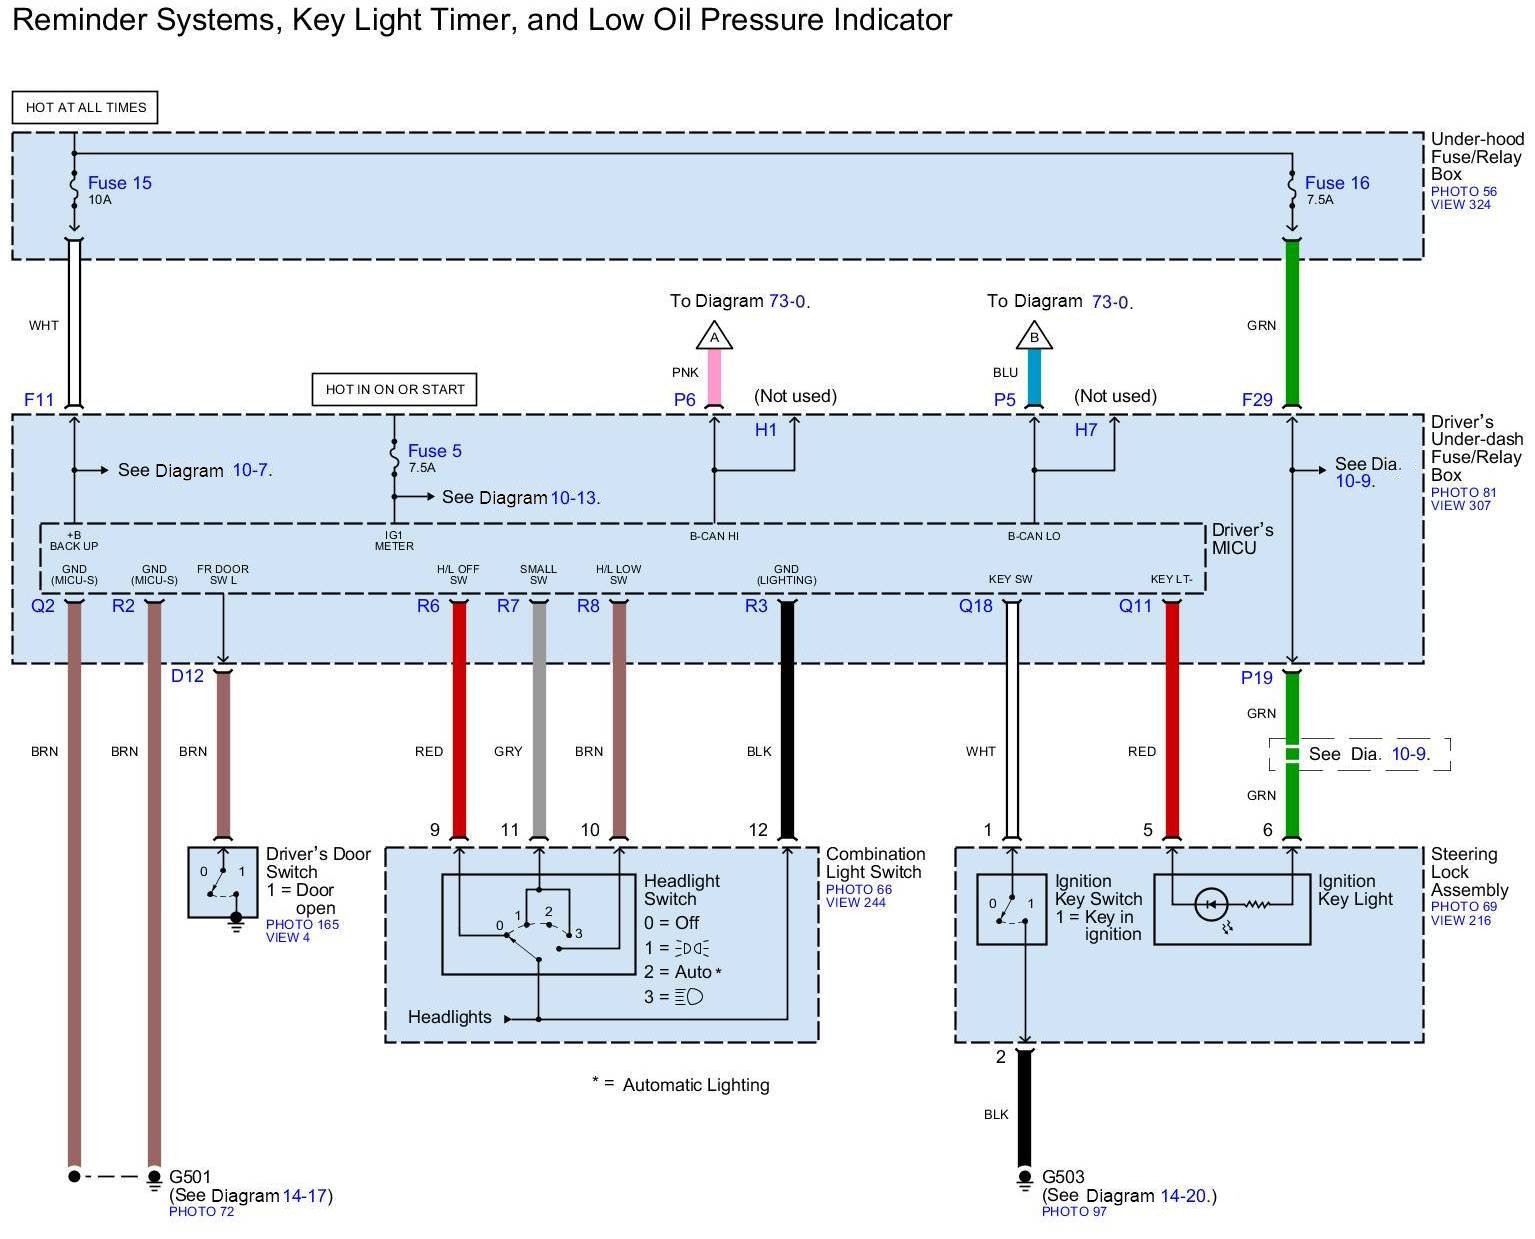 Reminder Systems, Key Light Timer, and Low Oil Pressure Indicator
HOT AT ALL TIMES
Under-hood
Fuse/Relay
Box
PHOTO 56
VIEW 324
Fuse 15
10A
Fuse 16
7.5A
WHT
To Diagram 73-0.
A
PNK
To Diagram 73-0.
B
BLU
GRN
HOT IN ON OR START
F11
P6
(Not used)
H1
P5
(Not used)
H7
F29
Driver's
Under-dash
Fuse/Relay
Box
PHOTO 81
VIEW 307
See Diagram 10-7.
Fuse 5
7.5A
See Diagram 10-13.
See Dia.
10-9.
+B
BACK UP
IG1
METER
B-CAN HI
B-CAN LO
Driver's
MICU
GND
(MICU-S)
GND
(MICU-S)
FR DOOR
SW L
H/L OFF
SW
SMALL
SW
H/L LOW
SW
GND
(LIGHTING)
KEY SW
KEY LT-
Q2
R2
R6
R7
R8
R3
Q18
Q11
D12
P19
GRN
BRN
BRN
BRN
RED
GRY
BRN
BLK
WHT
RED
See Dia. 10-9.
GRN
9
11
10
12
1
5
6
0
1
Driver's Door
Switch
1 = Door
open
PHOTO 165
VIEW 4
Combination
Light Switch
PHOTO 66
VIEW 244
Headlight
Switch
0 = Off
1 =
2 = Auto *
3 =
0
1
2
3
Headlights
* = Automatic Lighting
0
1
Ignition
Key Switch
1 = Key in
ignition
Ignition
Key Light
Steering
Lock
Assembly
PHOTO 69
VIEW 216
2
BLK
G501
(See Diagram 14-17)
PHOTO 72
G503
(See Diagram 14-20.)
PHOTO 97